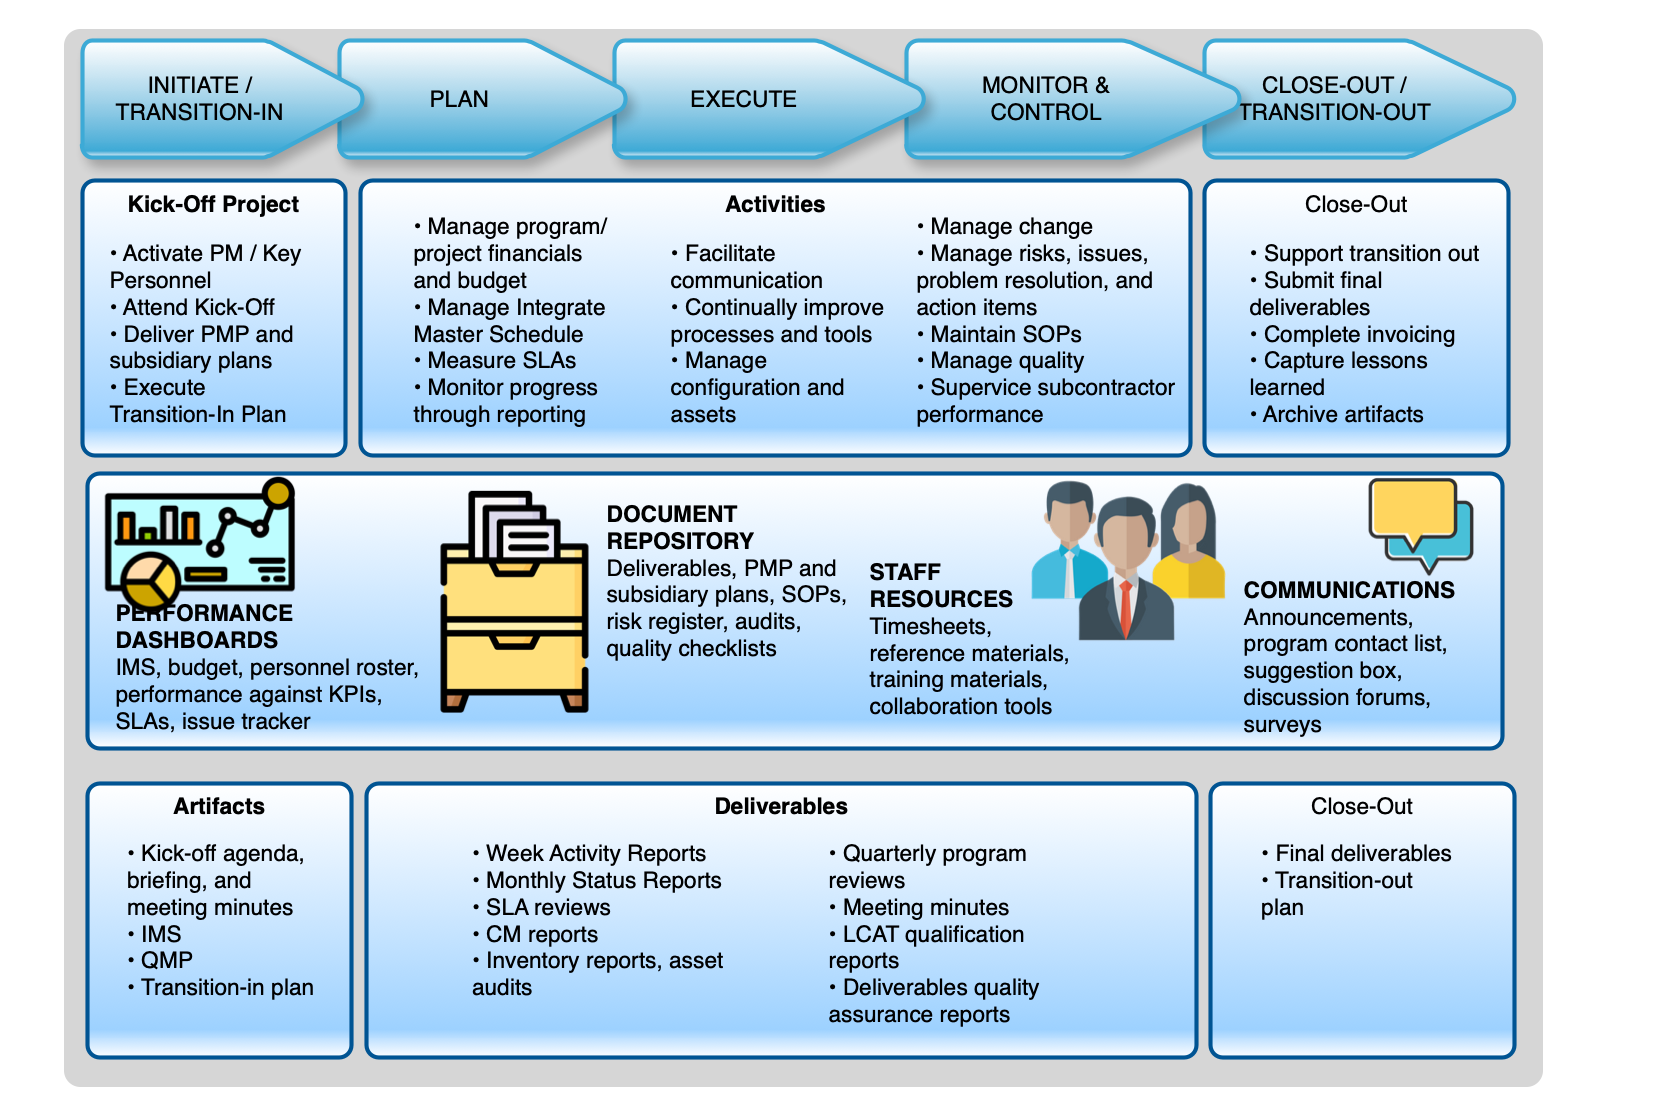 INITIATE /
TRANSITION-IN
PLAN
EXECUTE
MONITOR &
CONTROL
CLOSE-OUT /
TRANSITION-OUT
Kick-Off Project
• Activate PM / Key
Personnel
• Attend Kick-Off
• Deliver PMP and
subsidiary plans
• Execute
Transition-In Plan
Activities
• Manage program/
project financials
and budget
• Manage Integrate
Master Schedule
• Measure SLAs
• Monitor progress
through reporting
• Facilitate
communication
• Continually improve
processes and tools
• Manage
configuration and
assets
• Manage change
• Manage risks, issues,
problem resolution, and
action items
• Maintain SOPs
• Manage quality
• Supervice subcontractor
performance
Close-Out
• Support transition out
• Submit final
deliverables
• Complete invoicing
• Capture lessons
learned
• Archive artifacts
PERFORMANCE
DASHBOARDS
IMS, budget, personnel roster,
performance against KPIs,
SLAs, issue tracker
DOCUMENT
REPOSITORY
Deliverables, PMP and
subsidiary plans, SOPs,
risk register, audits,
quality checklists
STAFF
RESOURCES
Timesheets,
reference materials,
training materials,
collaboration tools
COMMUNICATIONS
Announcements,
program contact list,
suggestion box,
discussion forums,
surveys
Artifacts
• Kick-off agenda,
briefing, and
meeting minutes
• IMS
• QMP
• Transition-in plan
Deliverables
• Week Activity Reports
• Monthly Status Reports
• SLA reviews
• CM reports
• Inventory reports, asset
audits
• Quarterly program
reviews
• Meeting minutes
• LCAT qualification
reports
• Deliverables quality
assurance reports
Close-Out
• Final deliverables
• Transition-out
plan